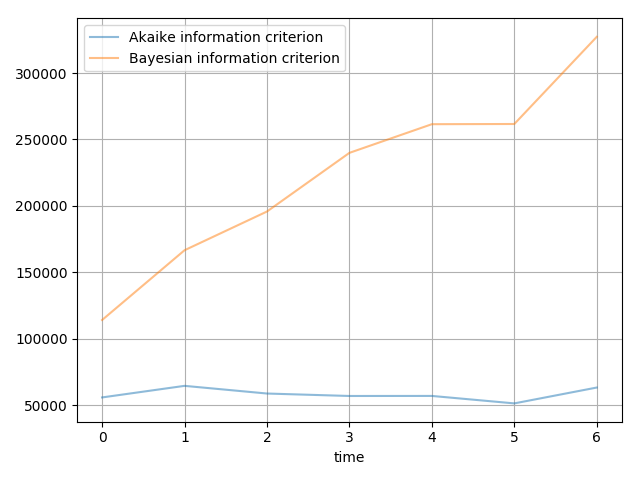 Akaike information criterion
Bayesian information criterion
300000
250000
200000
150000
100000
50000
0 1 2 3 4 5 6
time